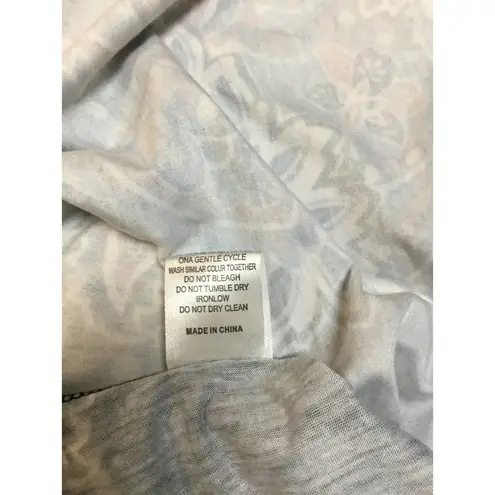 ONA GENTLE CYCLE
WASH SIMILAR COLUR TOGETHER
DO NOT BLEAGH
DO NOT TUMBLE DRY
IRONLOW
DO NOT DRY CLEAN
MADE IN CHINA